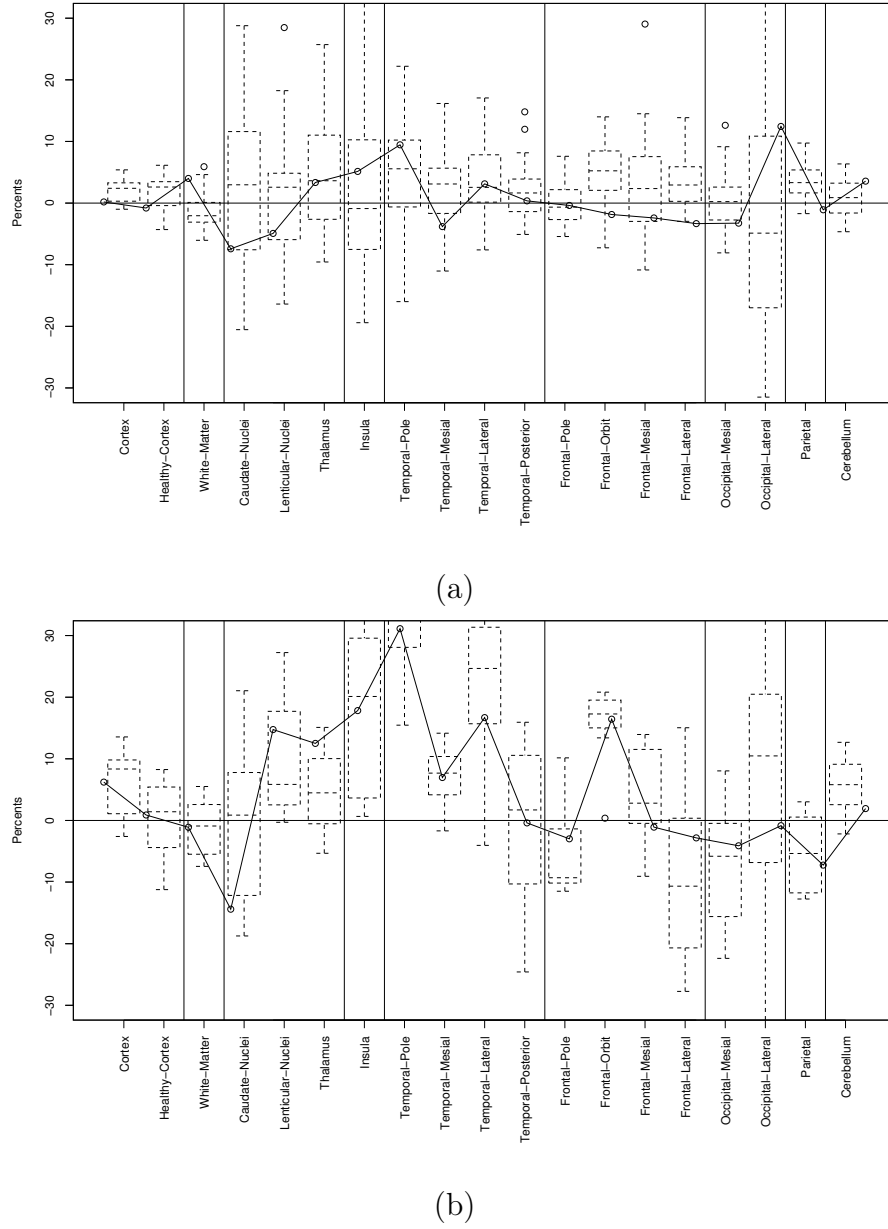 30
20
10
0
−10
−20
−30
Percents
Cortex
Healthy−Cortex
White−Matter
Caudate−Nuclei
Lenticular−Nuclei
Thalamus
Insula
Temporal−Pole
Temporal−Mesial
Temporal−Lateral
Temporal−Posterior
Frontal−Pole
Frontal−Orbit
Frontal−Mesial
Frontal−Lateral
Occipital−Mesial
Occipital−Lateral
Parietal
Cerebellum
(a)
30
20
10
0
−10
−20
−30
Percents
Cortex
Healthy−Cortex
White−Matter
Caudate−Nuclei
Lenticular−Nuclei
Thalamus
Insula
Temporal−Pole
Temporal−Mesial
Temporal−Lateral
Temporal−Posterior
Frontal−Pole
Frontal−Orbit
Frontal−Mesial
Frontal−Lateral
Occipital−Mesial
Occipital−Lateral
Parietal
Cerebellum
(b)